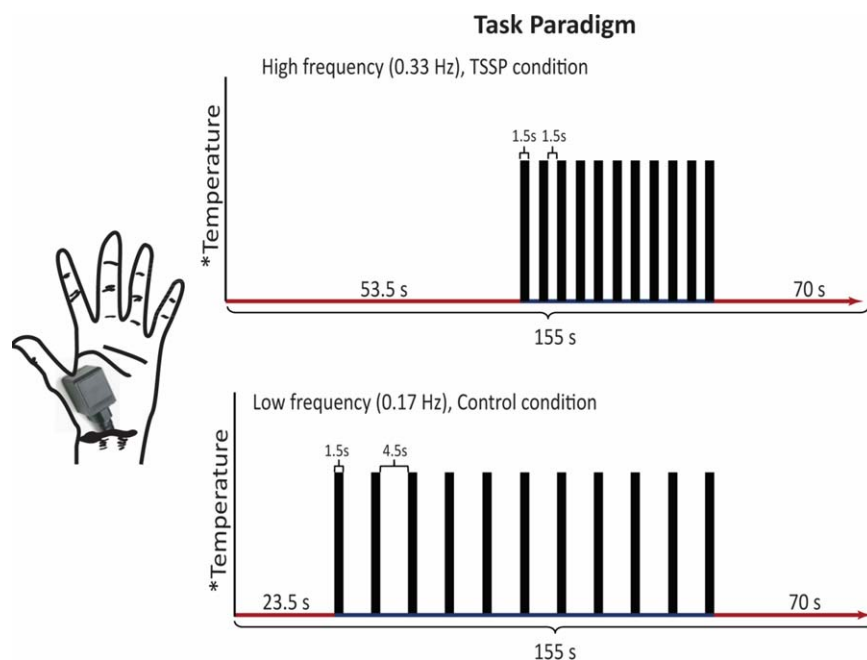 Task Paradigm
High frequency (0.33 Hz), TSSP condition
*Temperature
1.5s 1.5s
53.5 s
70 s
155 s
Low frequency (0.17 Hz), Control condition
*Temperature
1.5s 4.5s
23.5 s
70 s
155 s